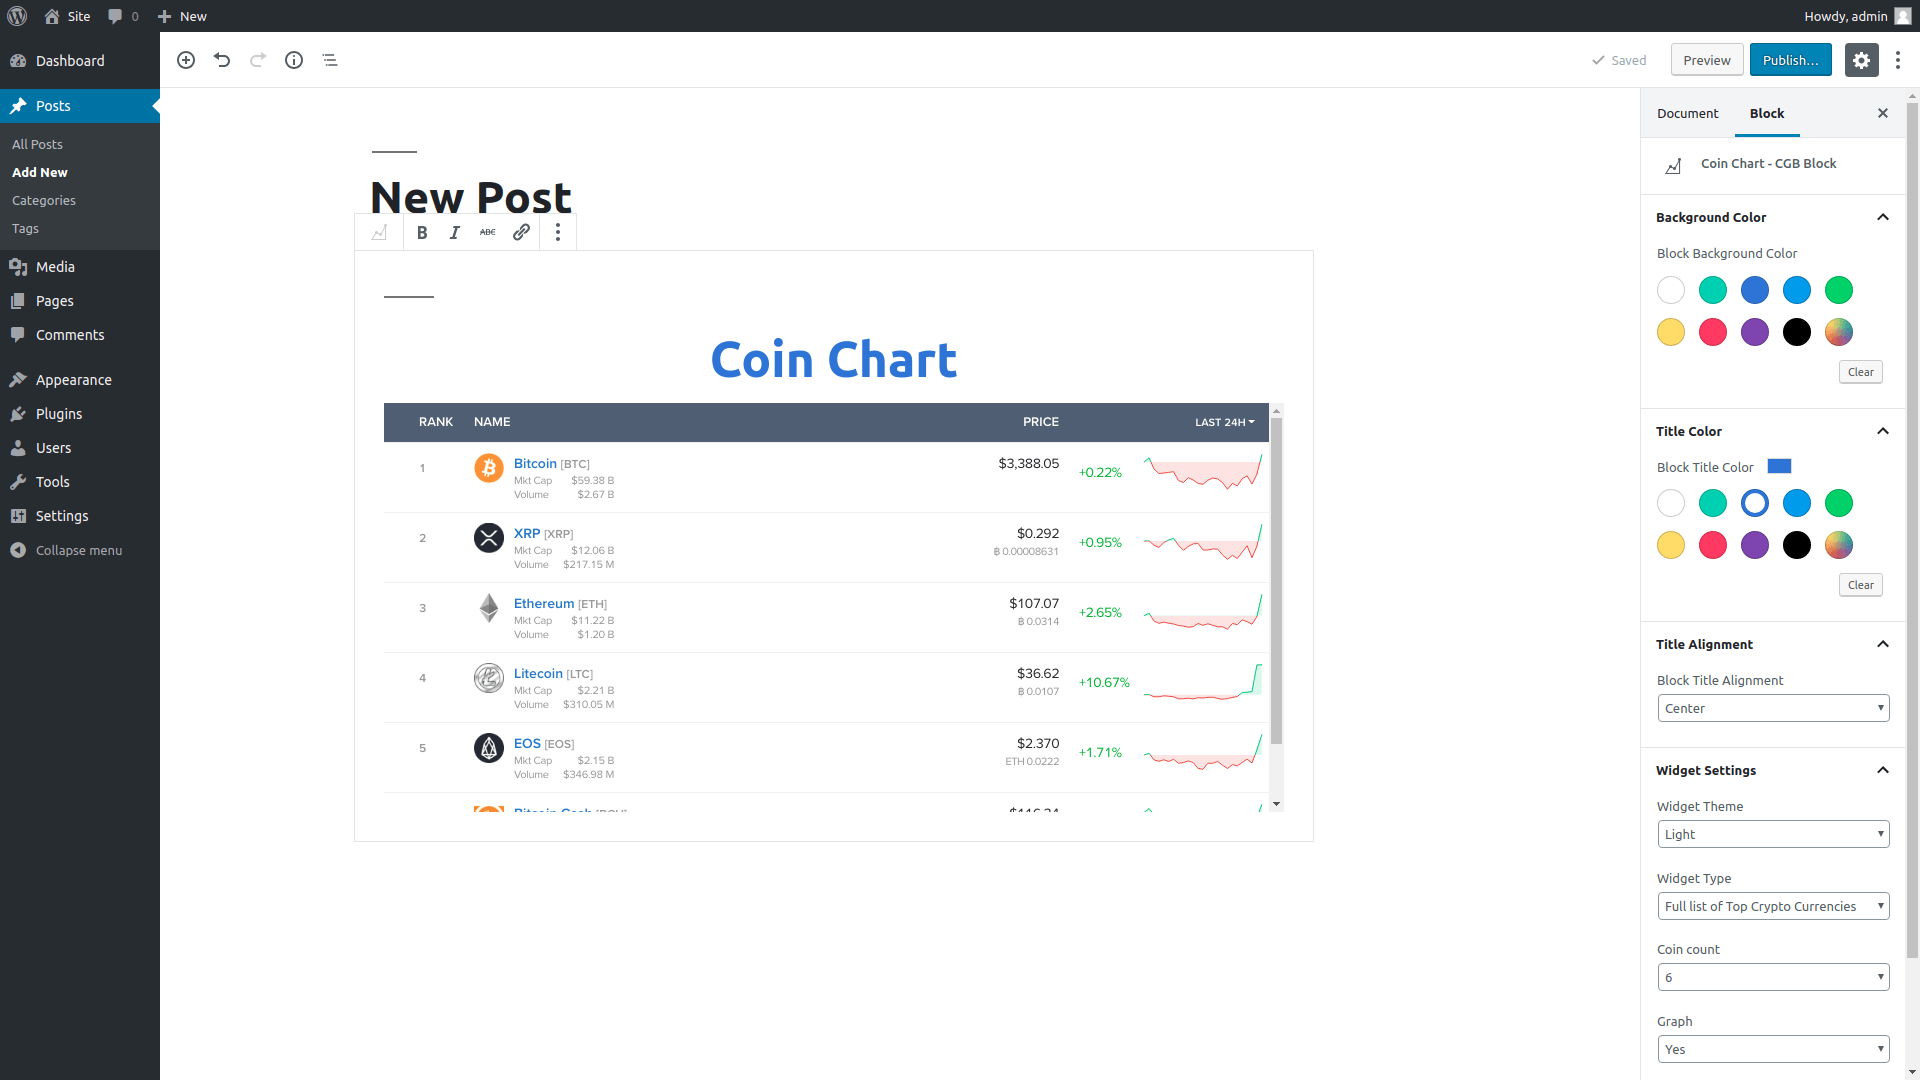 Site
0
New
Howdy, admin
Dashboard
Posts
All Posts
Add New
Categories
Tags
Media
Pages
Comments
Appearance
Plugins
Users
Tools
Settings
Collapse menu
Saved
Preview
Publish…
New Post
B I ABC
Coin Chart
RANK NAME PRICE LAST 24H
1 Bitcoin [BTC] $3,388.05 +0.22%
Mkt Cap $59.38 B
Volume $2.67 B
2 XRP [XRP] $0.292 +0.95%
Mkt Cap $12.06 B ฿ 0.00008631
Volume $217.15 M
3 Ethereum [ETH] $107.07 +2.65%
Mkt Cap $11.22 B ฿ 0.0314
Volume $1.20 B
4 Litecoin [LTC] $36.62 +10.67%
Mkt Cap $2.21 B ฿ 0.0107
Volume $310.05 M
5 EOS [EOS] $2.370 +1.71%
Mkt Cap $2.15 B ETH 0.0222
Volume $346.98 M
Document Block
Coin Chart - CGB Block
Background Color
Block Background Color
Clear
Title Color
Block Title Color
Clear
Title Alignment
Block Title Alignment
Center
Widget Settings
Widget Theme
Light
Widget Type
Full list of Top Crypto Currencies
Coin count
6
Graph
Yes